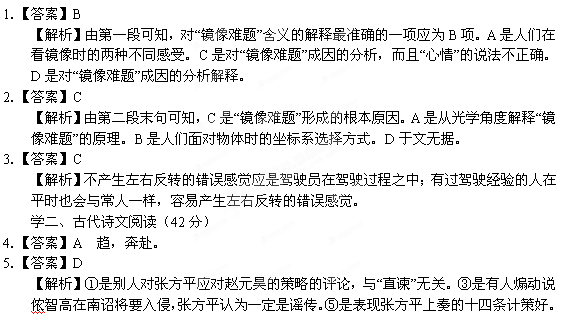 1.【答案】B
【解析】由第一段可知，对“镜像难题”含义的解释最准确的一项应为 B 项。A 是人们在
看镜像时的两种不同感受。C 是对“镜像难题”成因的分析，而且“心情”的说法不正确。
D 是对“镜像难题”成因的分析解释。
2.【答案】C
【解析】由第二段末句可知，C 是“镜像难题”形成的根本原因。A 是从光学角度解释“镜
像难题”的原理。B 是人们面对物体时的坐标系选择方式。D 于文无据。
3.【答案】C
【解析】不产生左右反转的错误感觉应是驾驶员在驾驶过程之中；有过驾驶经验的人在
平时也会与常人一样，容易产生左右反转的错误感觉。
学二、古代诗文阅读（42 分）
4.【答案】A 趋，奔赴。
5.【答案】D
【解析】①是别人对张方平应对赵元昊的策略的评论，与“直谏”无关。③是有人煽动说
侬智高在南诏将要入侵，张方平认为一定是谣传。⑤是表现张方平上奏的十四条计策好。